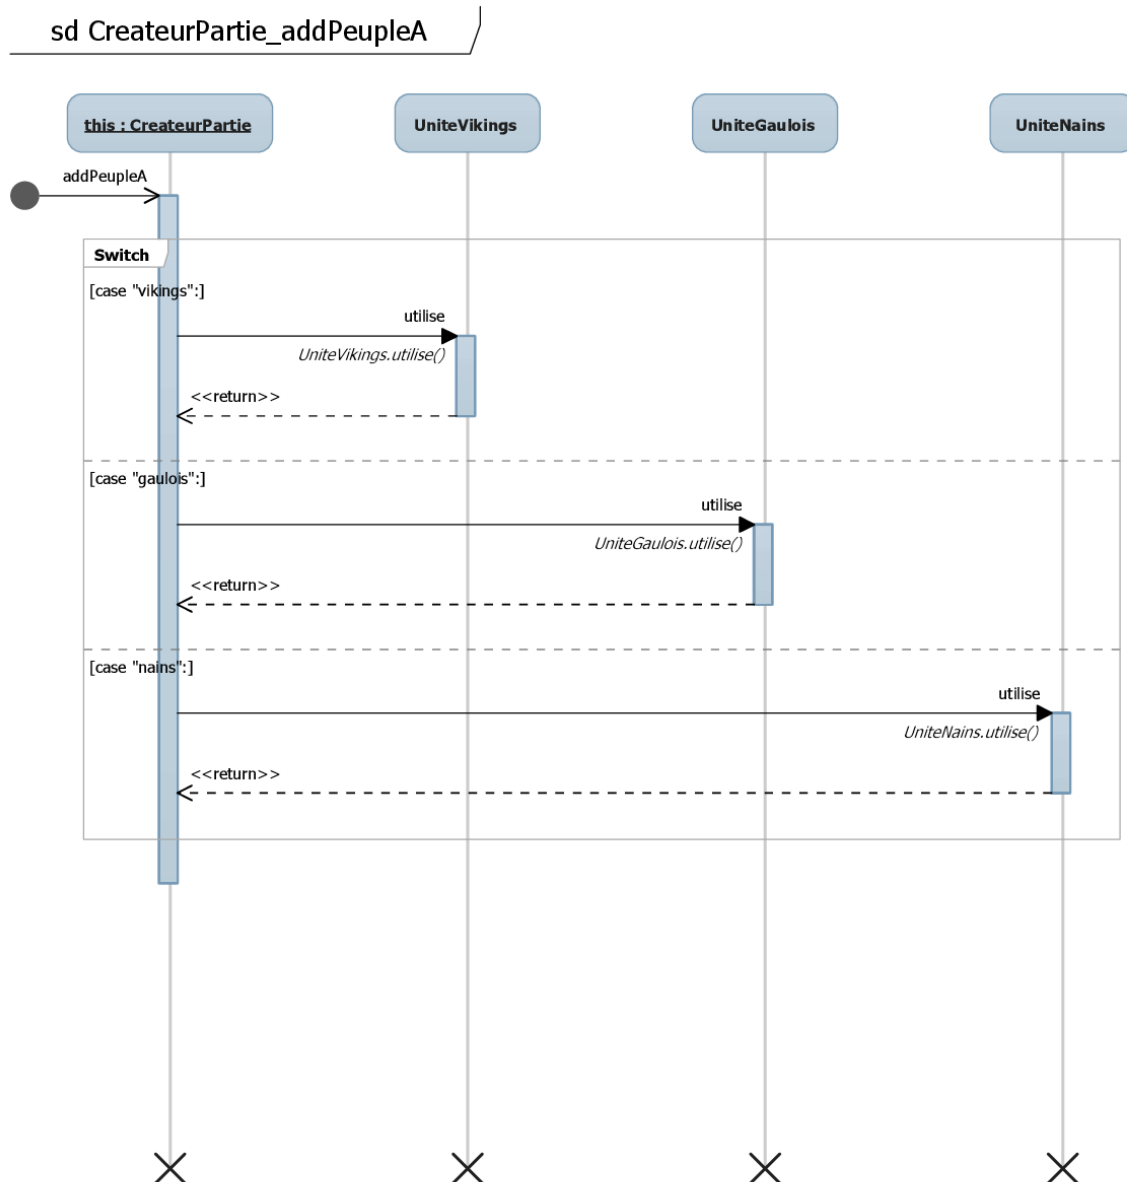 sd CreateurPartie_addPeupleA
this : CreateurPartie
UniteVikings
UniteGaulois
UniteNains
addPeupleA
Switch
[case "vikings":]
utilise
UniteVikings.utilise()
<<return>>
[case "gaulois":]
utilise
UniteGaulois.utilise()
<<return>>
[case "nains":]
utilise
UniteNains.utilise()
<<return>>